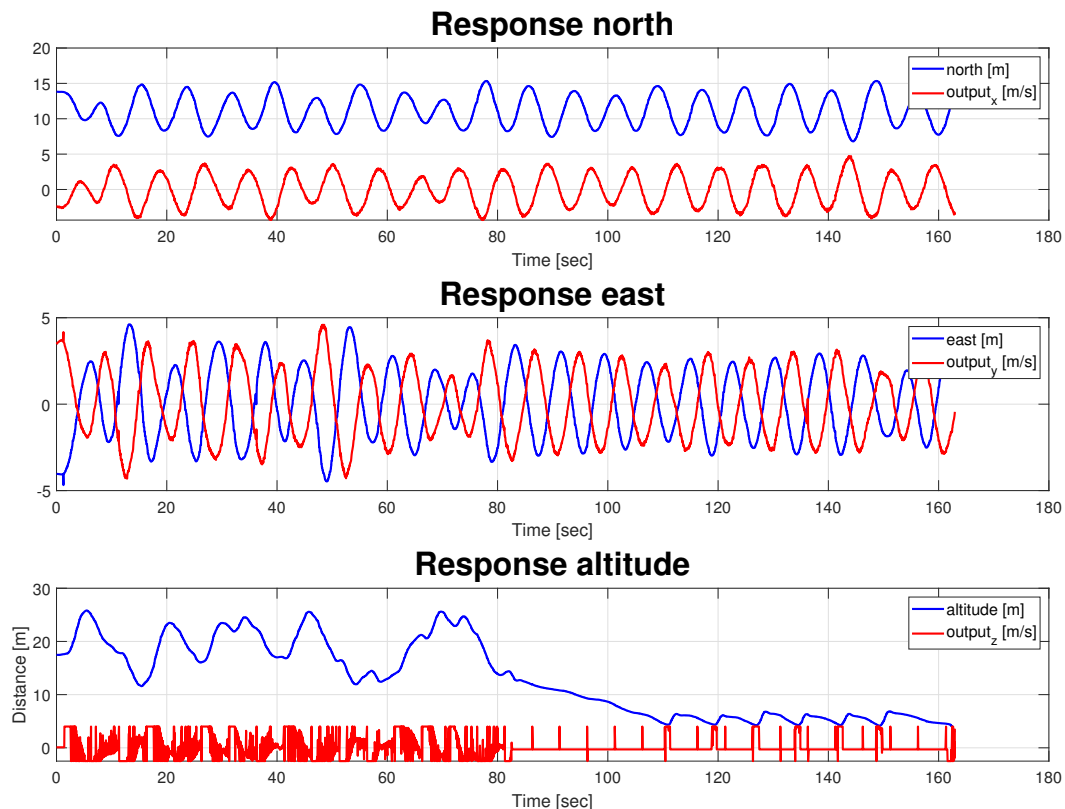 Response north
20
15
10
5
0
north [m]
output_x [m/s]
0 20 40 60 80 100 120 140 160 180
Time [sec]
Response east
5
0
-5
east [m]
output_y [m/s]
0 20 40 60 80 100 120 140 160 180
Time [sec]
Response altitude
Distance [m]
30
20
10
0
altitude [m]
output_z [m/s]
0 20 40 60 80 100 120 140 160 180
Time [sec]